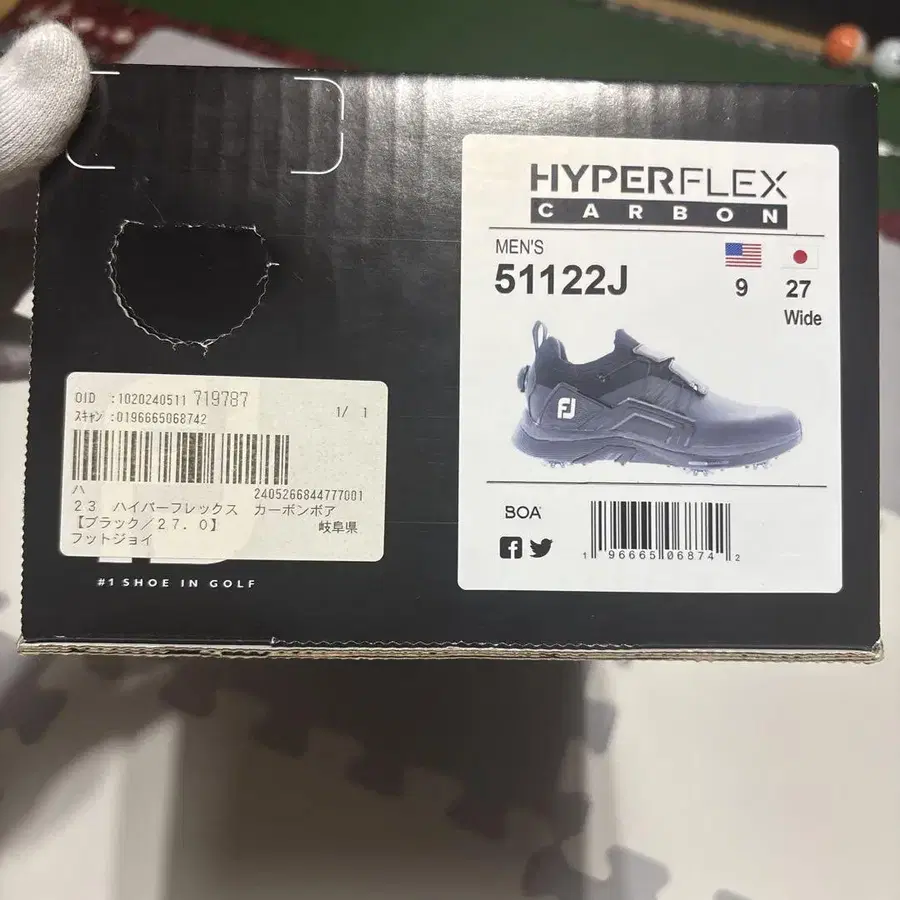 HYPERFLEX
CARBON
MEN'S
51122J
9 27
Wide
FJ
BOA
1 96665 06874 2
OID :1020240511 719787
1/ 1
ｽｷｬﾝ :0196665068742
ハ
2405266844777001
23 ハイパーフレックス カーボンボア
【ブラック／27.0】
岐阜県
フットジョイ
#1 SHOE IN GOLF